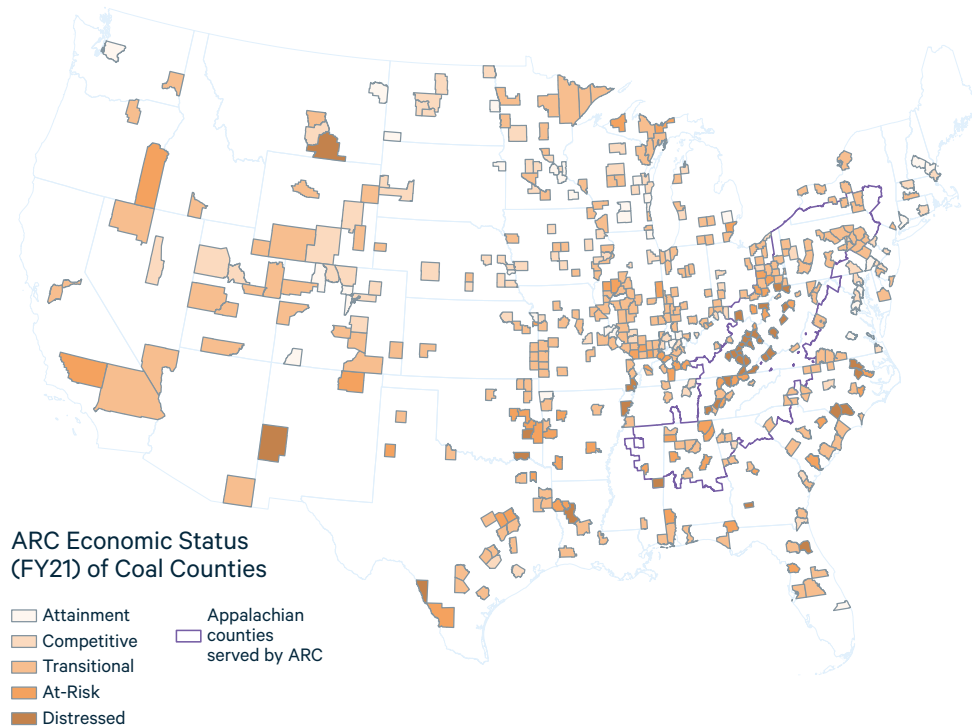 ARC Economic Status
(FY21) of Coal Counties
Attainment
Competitive
Transitional
At-Risk
Distressed
Appalachian
counties
served by ARC